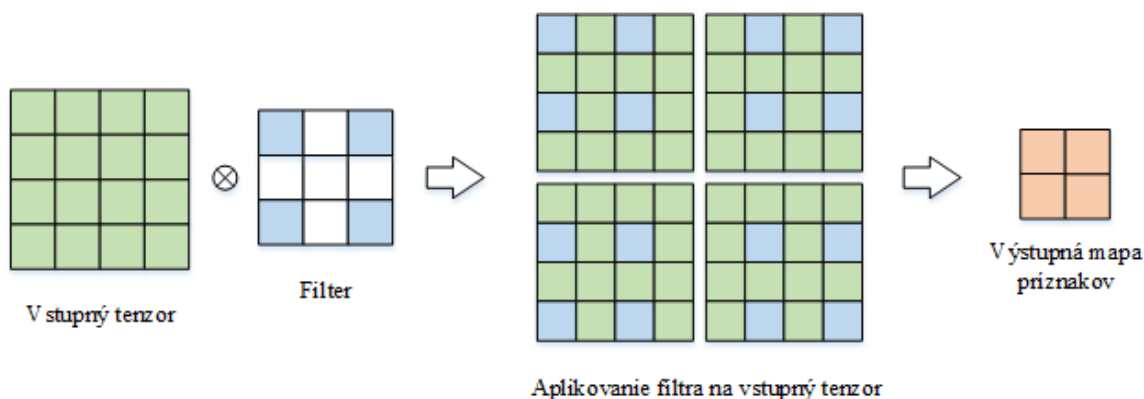 Vstupný tenzor
Filter
Aplikovanie filtra na vstupný tenzor
Výstupná mapa
príznakov